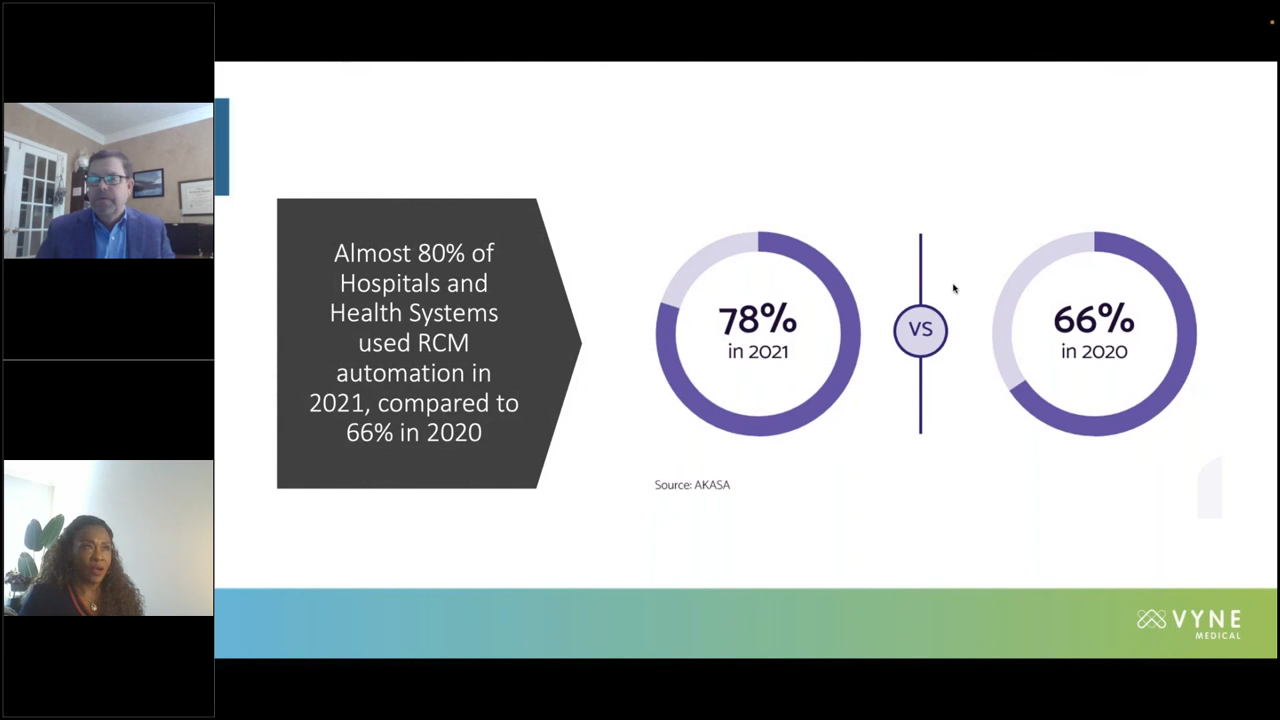 Almost 80% of
Hospitals and
Health Systems
used RCM
automation in
2021, compared to
66% in 2020
78%
in 2021
VS
66%
in 2020
Source: AKASA
VYNE
MEDICAL